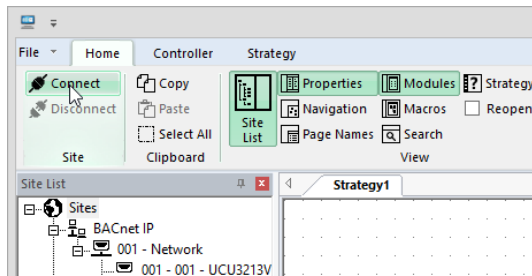 File Home Controller Strategy
Connect Copy Properties Modules Strategy
Disconnect Paste Site List Navigation Macros Reopen
Select All Page Names Search
Site Clipboard View
Site List Strategy1
Sites
BACnet IP
001 - Network
001 - 001 - UCU3213V